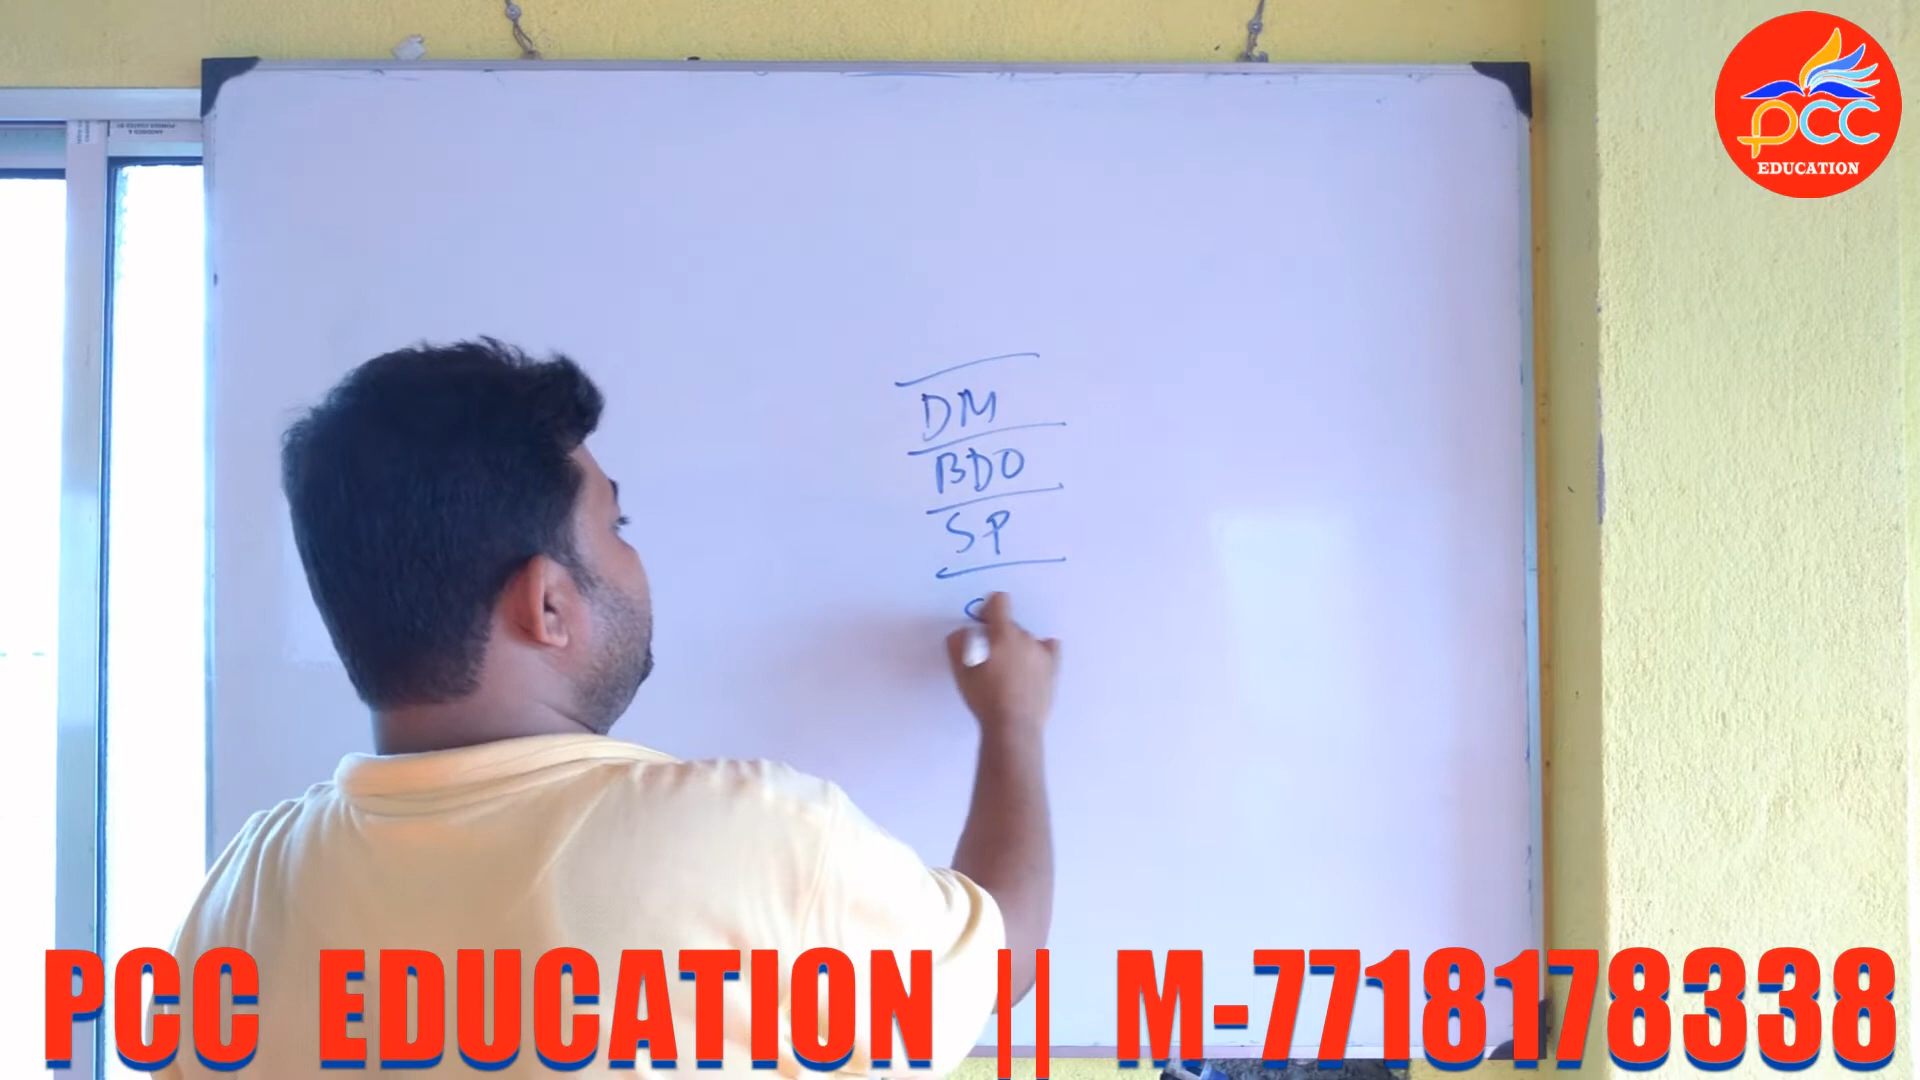 PCC
EDUCATION
DM
BDO
SP
PCC EDUCATION || M-7718178338